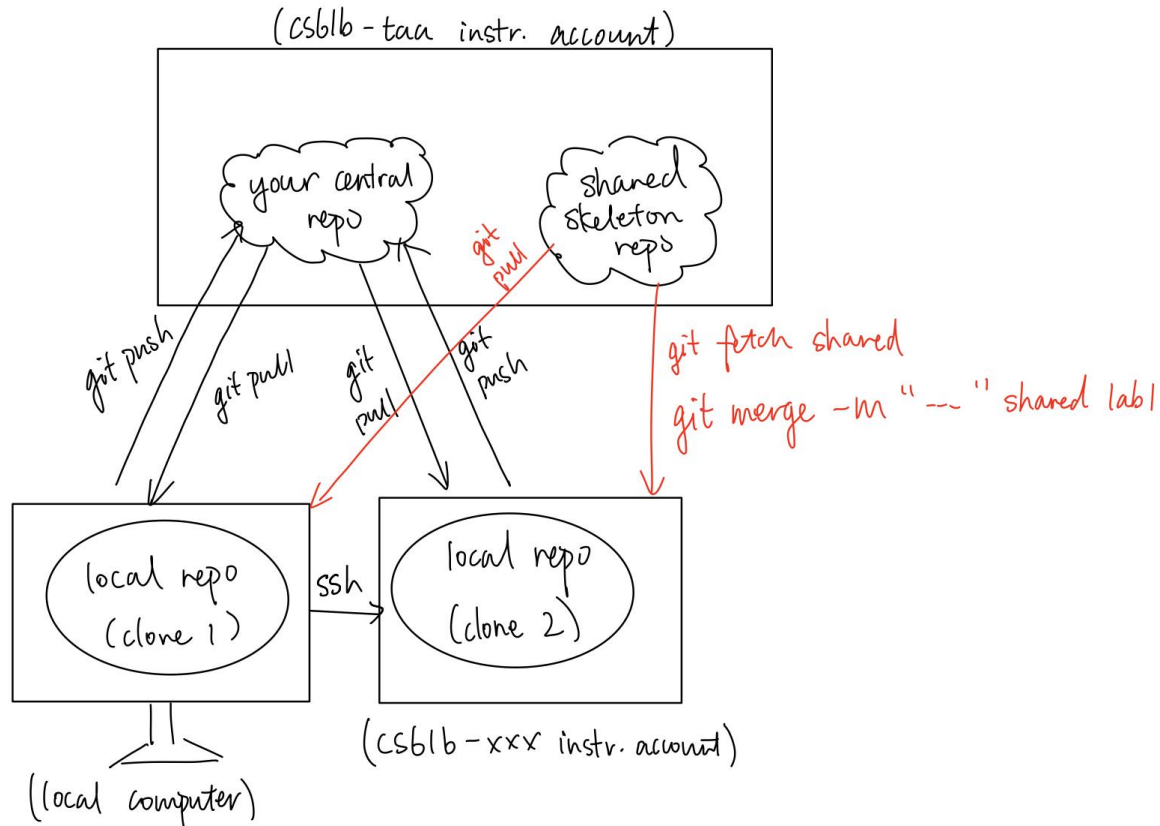 (cs61b-taa instr. account)
your central
repo
shared
skeleton
repo
git push
git pull
git
pull
git
push
git
pull
git fetch shared
git merge -m "---" shared lab1
local repo
(clone 1)
ssh
local repo
(clone 2)
(cs61b-xxx instr. account)
(local computer)